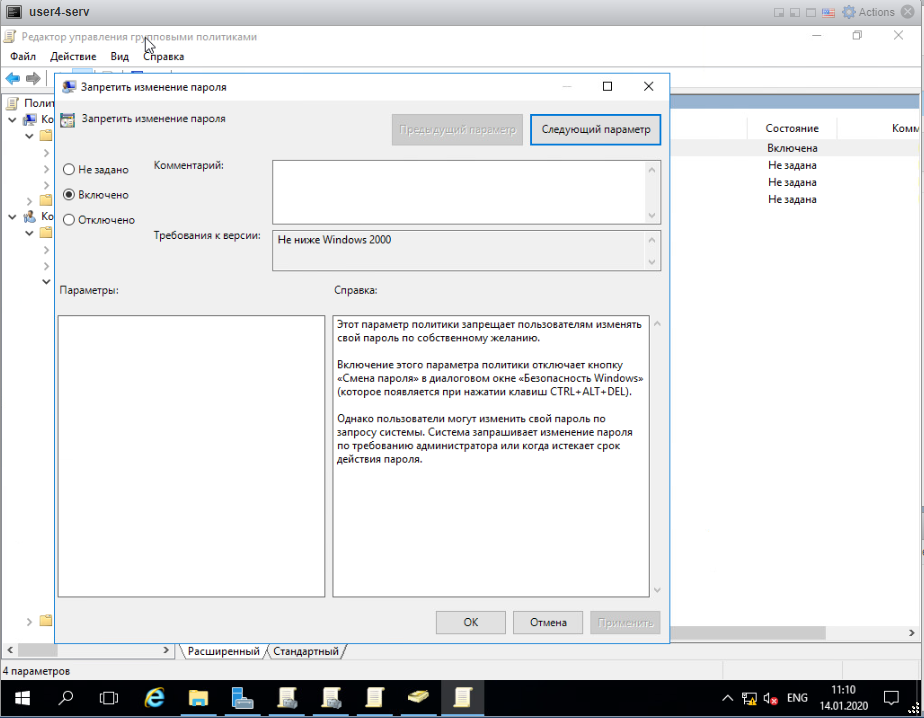 user4-serv
Actions
Редактор управления групповыми политиками
Файл Действие Вид Справка
Запретить изменение пароля
Полит
Запретить изменение пароля
Предыдущий параметр
Следующий параметр
Состояние
Комм
Ко
Включена
Не задано
Комментарий:
Не задана
Включено
Не задана
Не задана
Отключено
Ко
Требования к версии:
Не ниже Windows 2000
Параметры:
Справка:
Этот параметр политики запрещает пользователям изменять
свой пароль по собственному желанию.
Включение этого параметра политики отключает кнопку
«Смена пароля» в диалоговом окне «Безопасность Windows»
(которое появляется при нажатии клавиш CTRL+ALT+DEL).
Однако пользователи могут изменить свой пароль по
запросу системы. Система запрашивает изменение пароля
по требованию администратора или когда истекает срок
действия пароля.
ОК
Отмена
Применить
Расширенный
Стандартный
4 параметров
ENG
11:10
14.01.2020